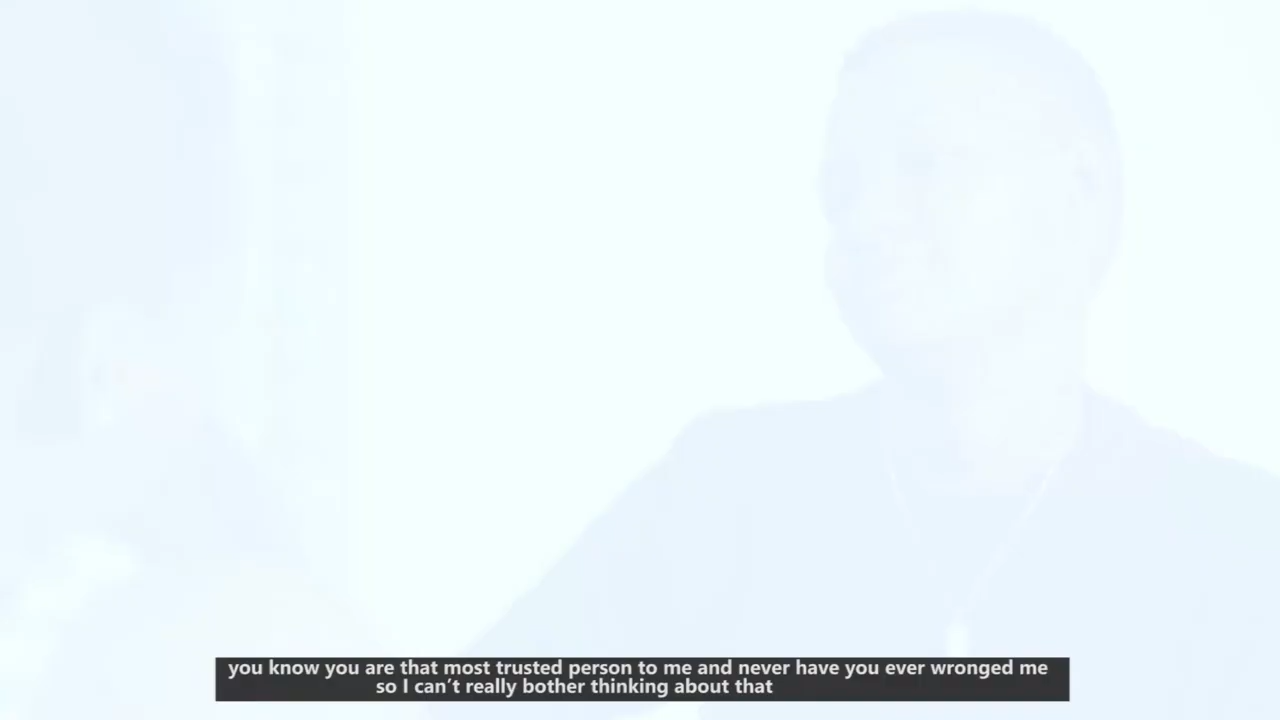 you know you are that most trusted person to me and never have you ever wronged me
so I can't really bother thinking about that